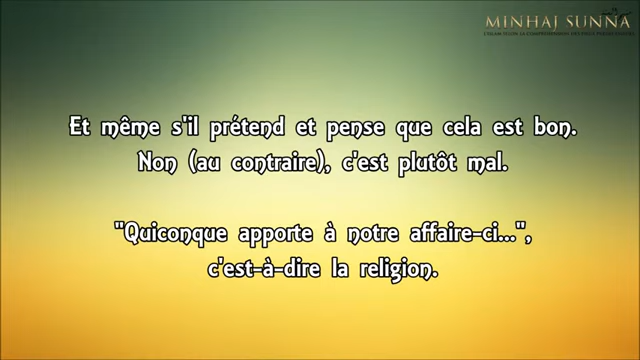 MINHAJ SUNNA
Et même s'il prétend et pense que cela est bon.
Non (au contraire), c'est plutôt mal.
"Quiconque apporte à notre affaire-ci...",
c'est-à-dire la religion.